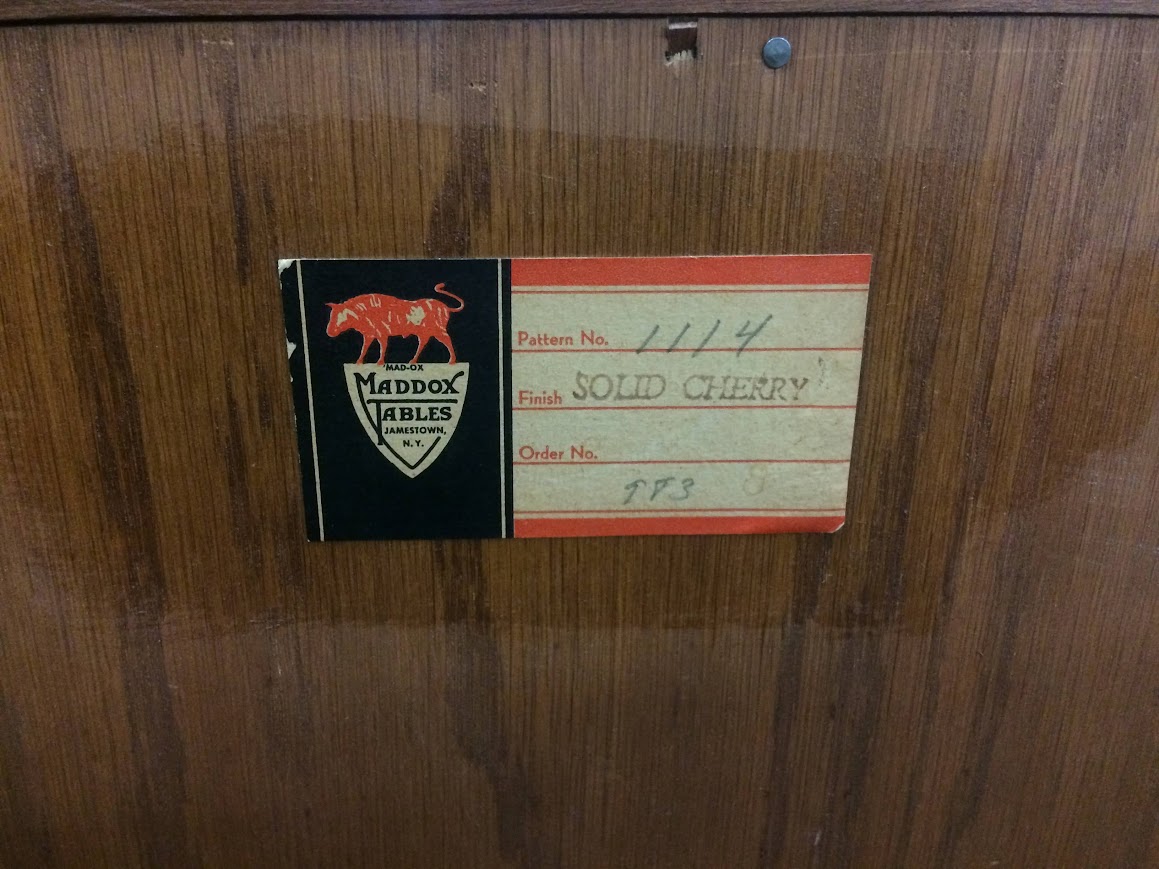 MAD-OX
MADDOX
TABLES
JAMESTOWN,
N.Y.
Pattern No. 1114
Finish SOLID CHERRY
Order No.